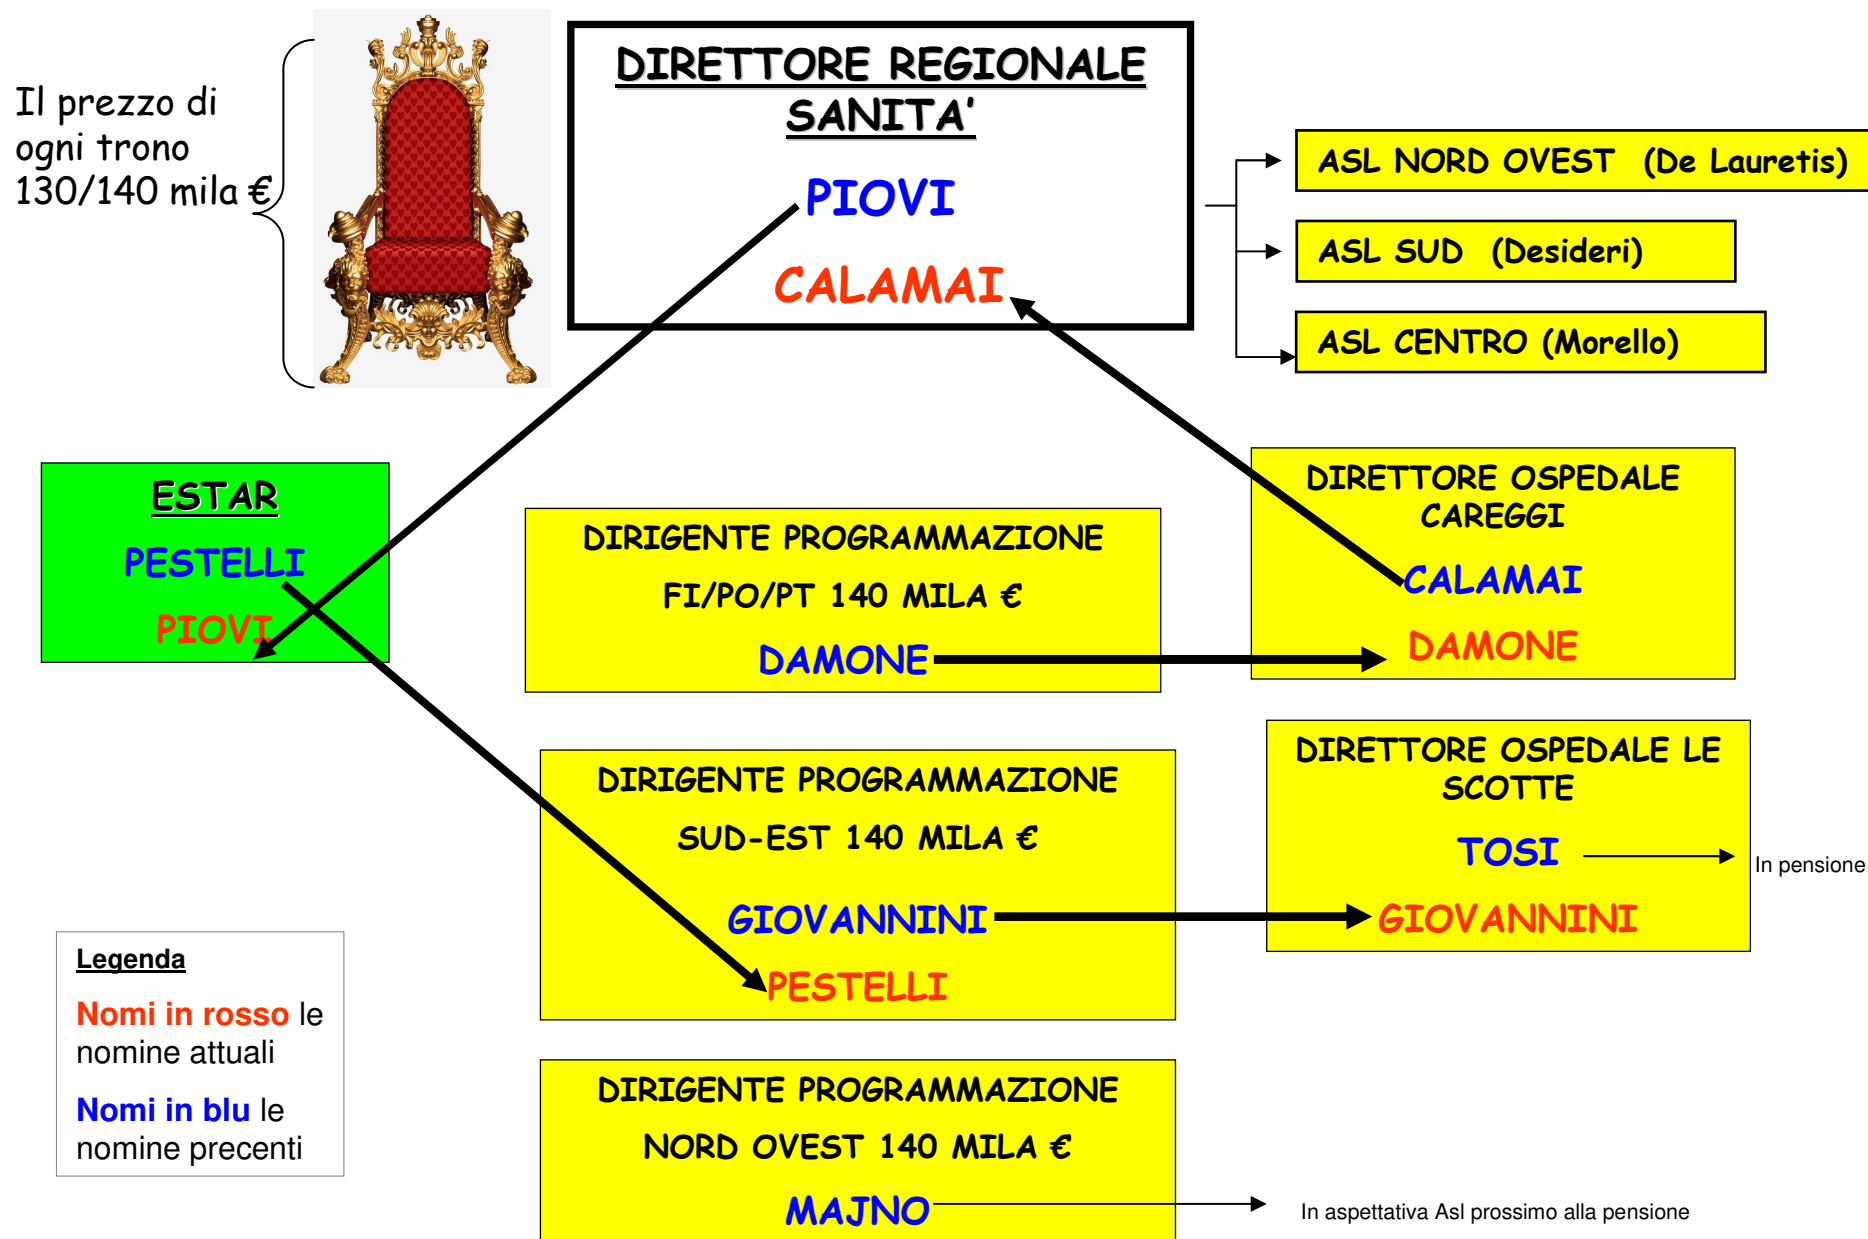 Il prezzo di
ogni trono
130/140 mila €
DIRETTORE REGIONALE
SANITA'
PIOVI
CALAMAI
ASL NORD OVEST (De Lauretis)
ASL SUD (Desideri)
ASL CENTRO (Morello)
ESTAR
PESTELLI
PIOVI
DIRIGENTE PROGRAMMAZIONE
FI/PO/PT 140 MILA €
DAMONE
DIRETTORE OSPEDALE
CAREGGI
CALAMAI
DAMONE
DIRIGENTE PROGRAMMAZIONE
SUD-EST 140 MILA €
GIOVANNINI
PESTELLI
DIRETTORE OSPEDALE LE
SCOTTE
TOSI
In pensione
GIOVANNINI
Legenda
Nomi in rosso le
nomine attuali
Nomi in blu le
nomine precenti
DIRIGENTE PROGRAMMAZIONE
NORD OVEST 140 MILA €
MAJNO
In aspettativa Asl prossimo alla pensione